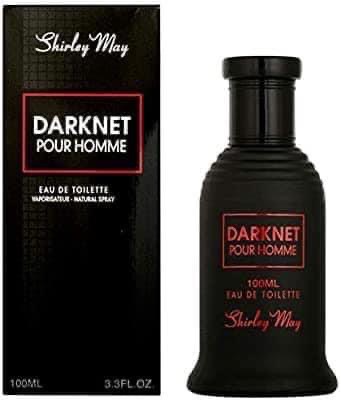 Shirley May
DARKNET
POUR HOMME
EAU DE TOILETTE
VAPORISATEUR - NATURAL SPRAY
100ML 3.3FL.OZ.
DARKNET
POUR HOMME
100ML
EAU DE TOILETTE
Shirley May